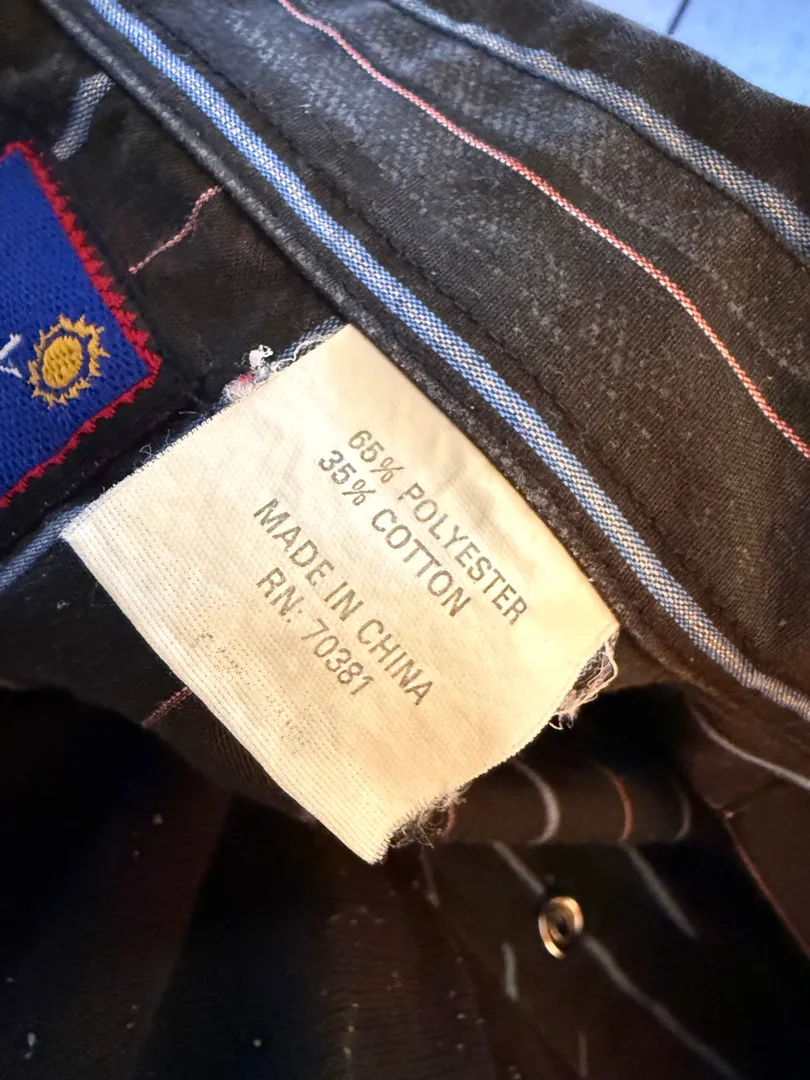 65% POLYESTER
35% COTTON
MADE IN CHINA
RN: 70381